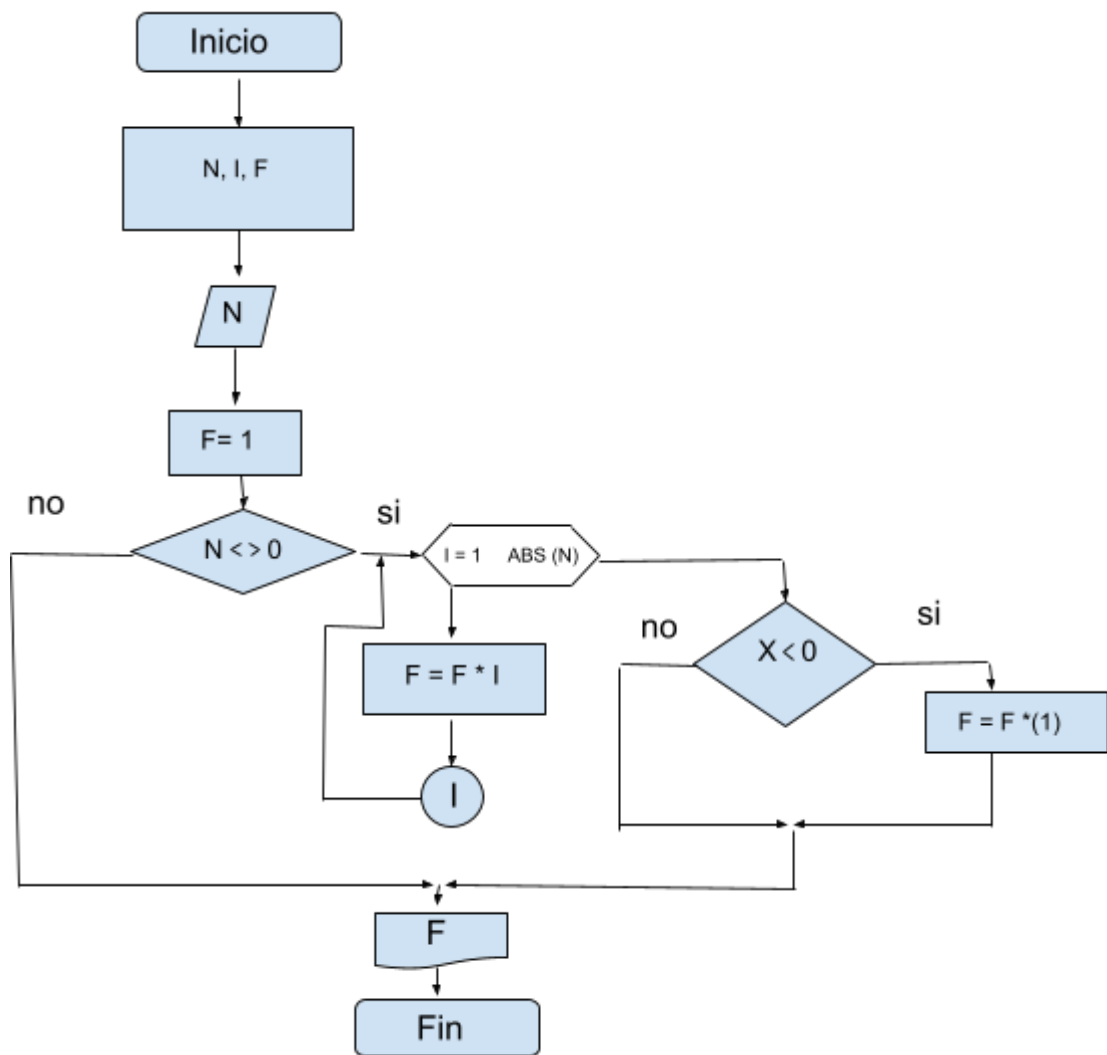 Inicio
N, I, F
N
F= 1
no
N < > 0
si
I = 1 ABS (N)
F = F * I
I
no
X < 0
si
F = F *(1)
F
Fin